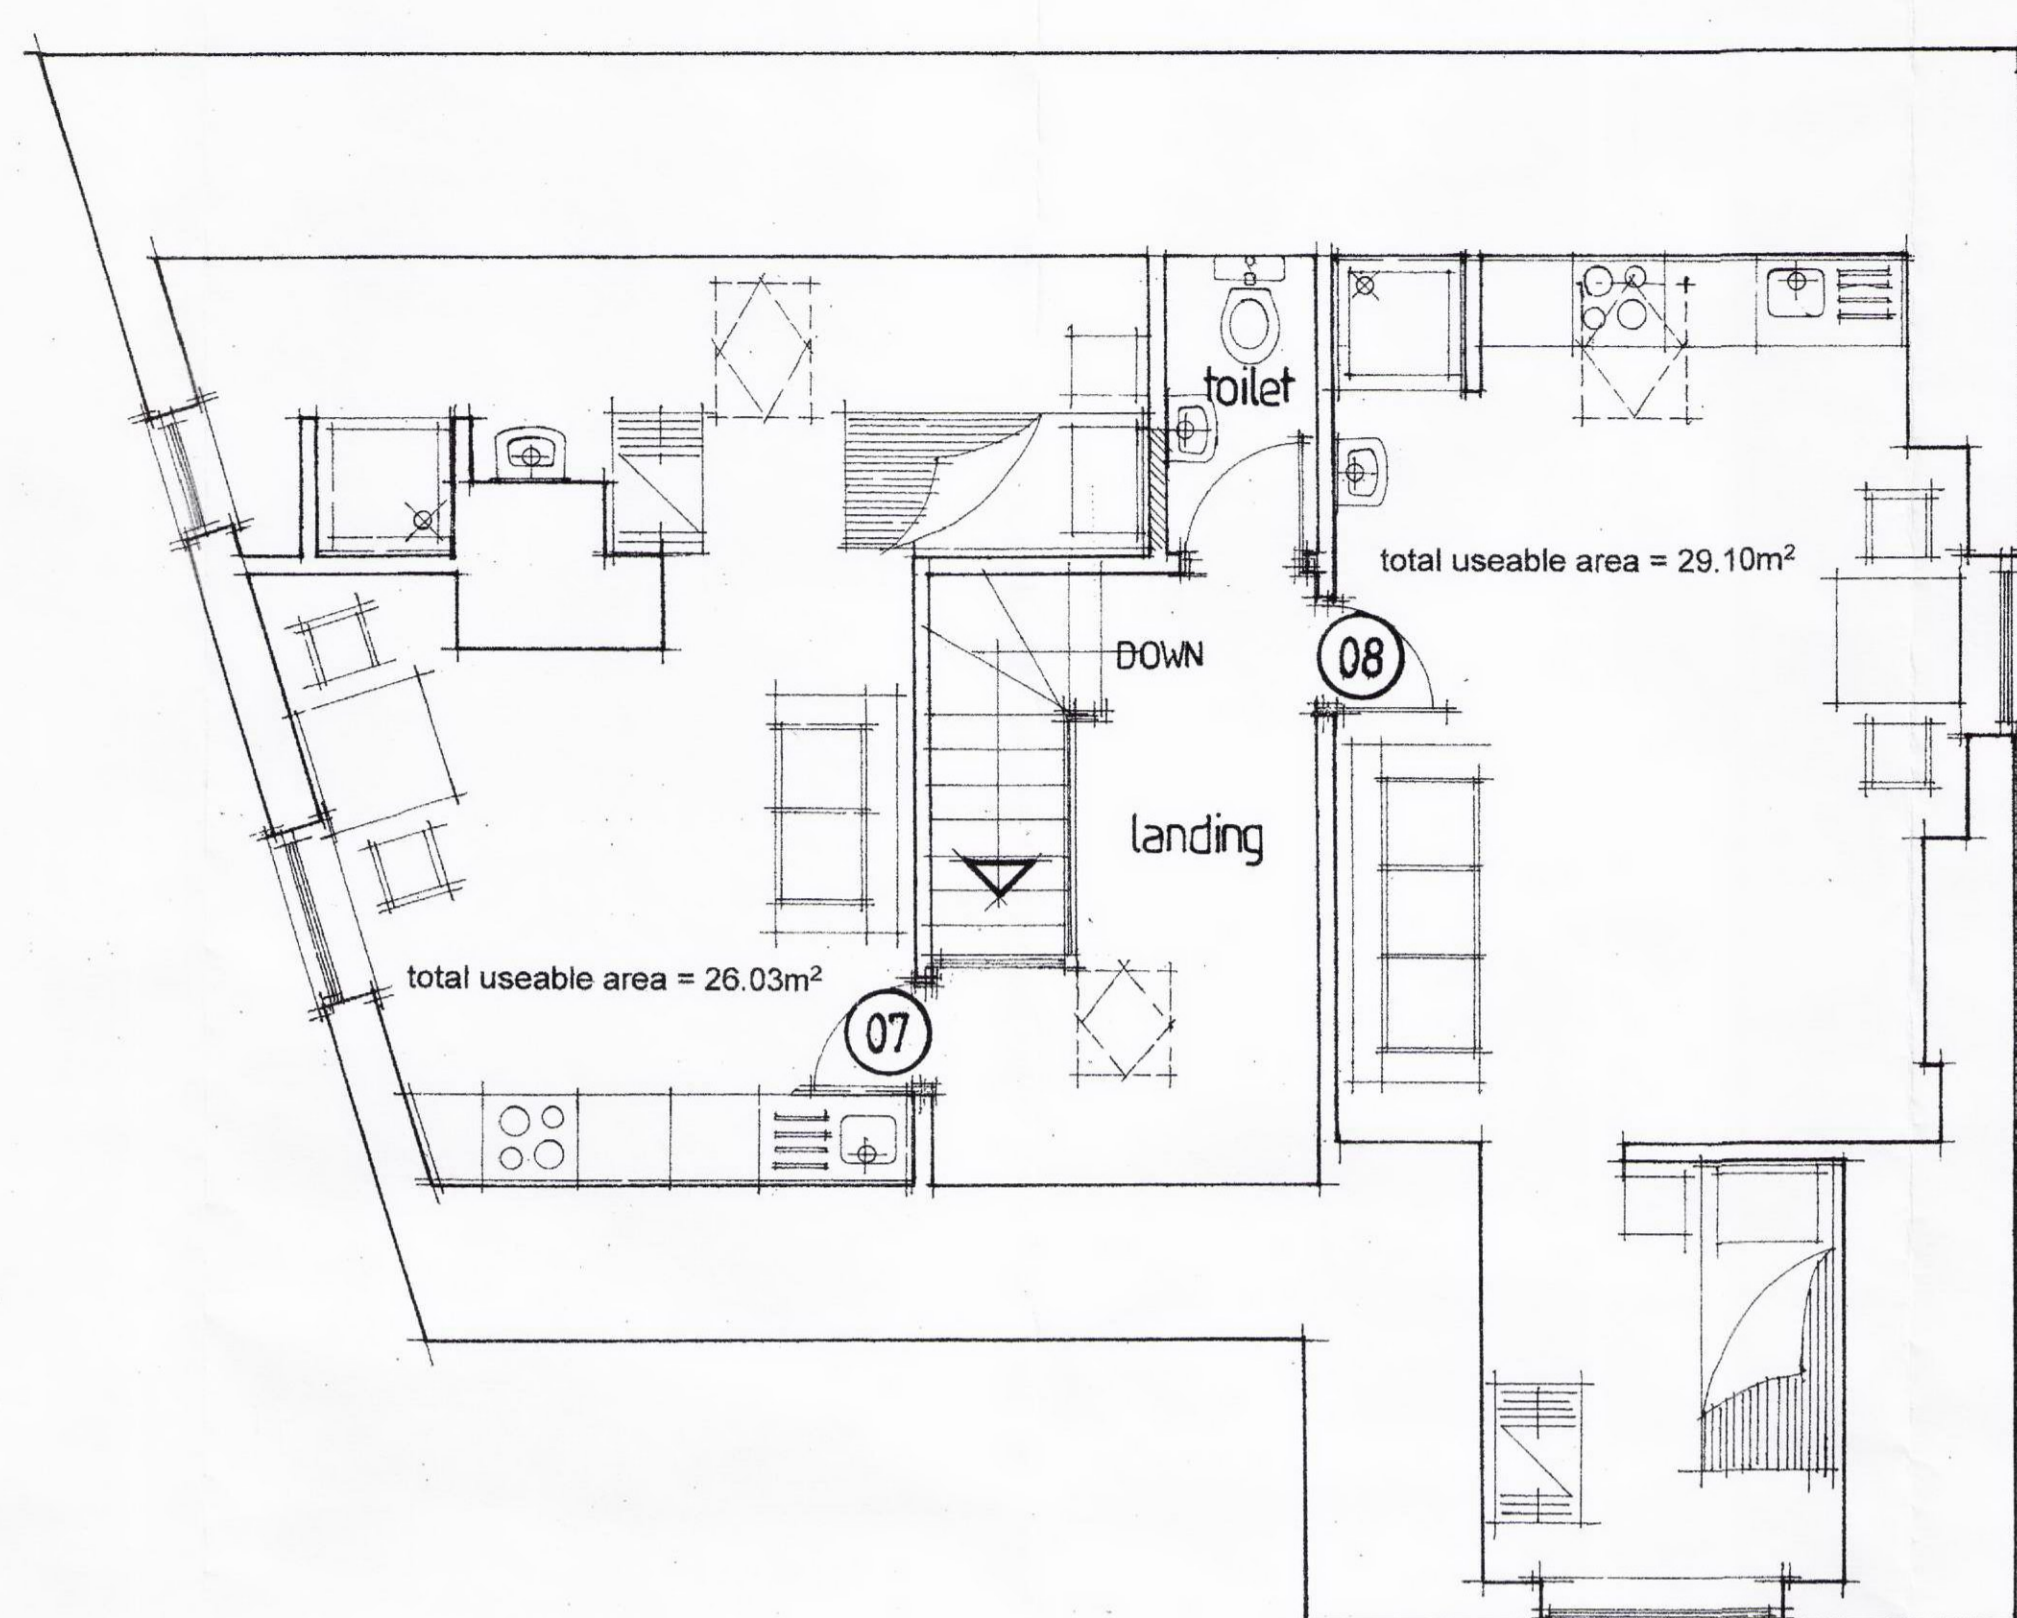 toilet
total useable area = 29.10m²
DOWN
08
landing
total useable area = 26.03m²
07